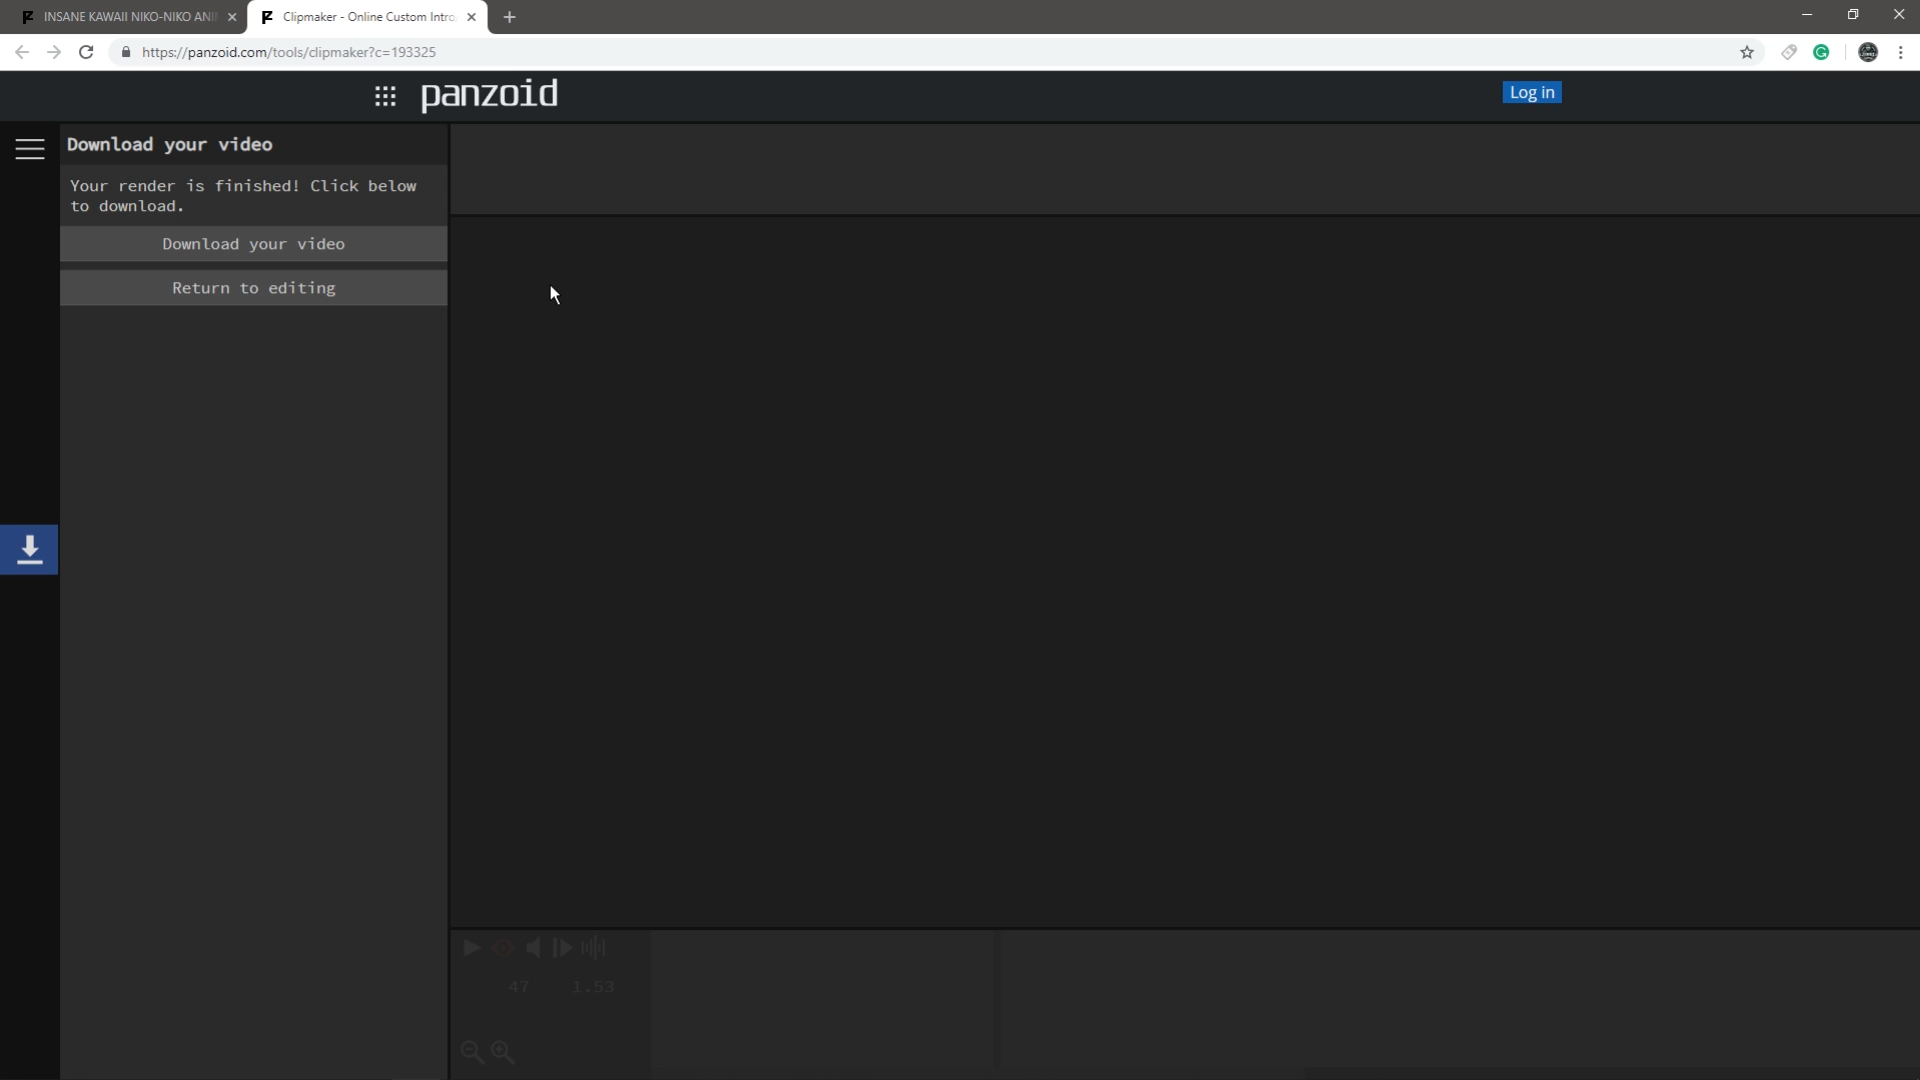 INSANE KAWAII NIKO-NIKO ANI
Clipmaker - Online Custom Intro
https://panzoid.com/tools/clipmaker?c=193325
panzoid
Log in
Download your video
Your render is finished! Click below
to download.
Download your video
Return to editing
47 1.53